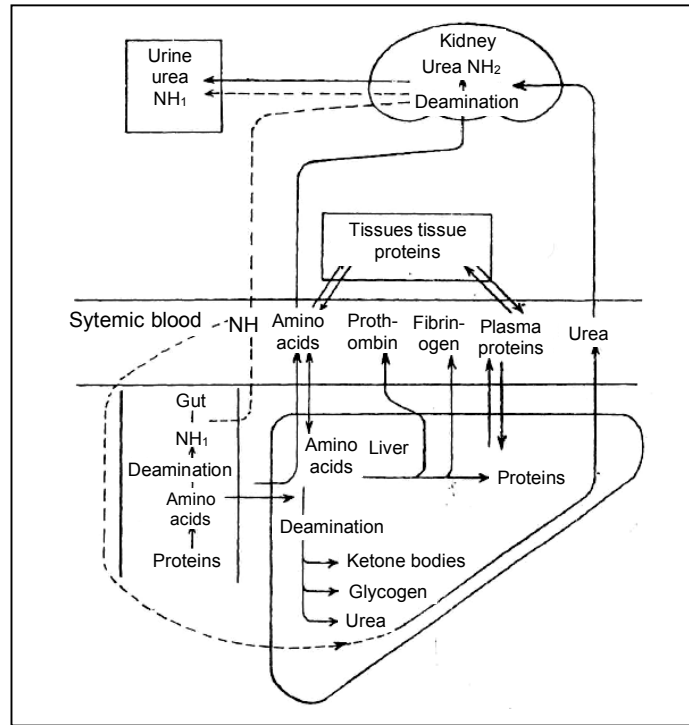 Kidney
Urine
urea
NH₁
Urea NH₂
Deamination
Tissues tissue
proteins
Sytemic blood
NH
Amino
acids
Proth-
ombin
Fibrin-
ogen
Plasma
proteins
Urea
Gut
NH₁
Deamination
Amino
acids
Proteins
Amino
acids
Liver
Proteins
Deamination
Ketone bodies
Glycogen
Urea